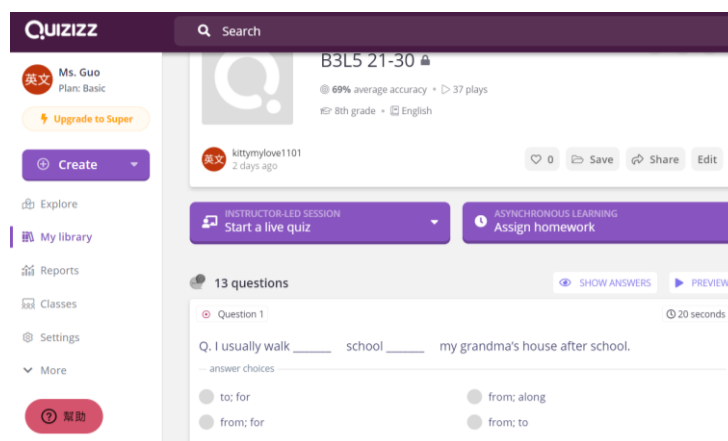 QUIZIZZ
Search
英文
Ms. Guo
Plan: Basic
Upgrade to Super
Create
Explore
My library
Reports
Classes
Settings
More
幫助
B3L5 21-30
69% average accuracy • 37 plays
8th grade • English
英文
kittymylove1101
2 days ago
0 Save Share Edit
INSTRUCTOR-LED SESSION
Start a live quiz
ASYNCHRONOUS LEARNING
Assign homework
13 questions
SHOW ANSWERS PREVIEW
Question 1
20 seconds
Q. I usually walk ______ school ______ my grandma's house after school.
answer choices
to; for
from; along
from; for
from; to